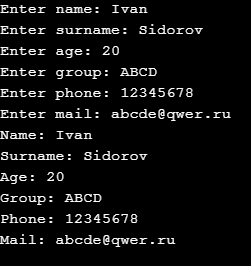 Enter name: Ivan
Enter surname: Sidorov
Enter age: 20
Enter group: ABCD
Enter phone: 12345678
Enter mail: abcde@qwer.ru
Name: Ivan
Surname: Sidorov
Age: 20
Group: ABCD
Phone: 12345678
Mail: abcde@qwer.ru